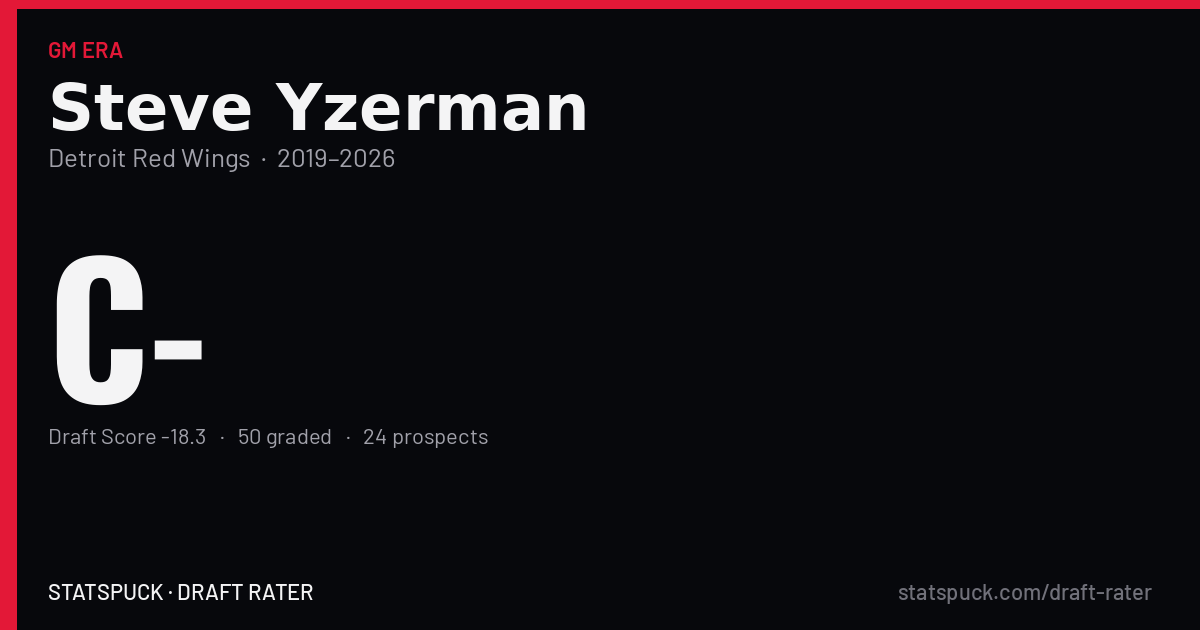 GM ERA
Steve Yzerman
Detroit Red Wings · 2019–2026
C-
Draft Score -18.3 · 50 graded · 24 prospects
STATSPUCK · DRAFT RATER
statspuck.com/draft-rater